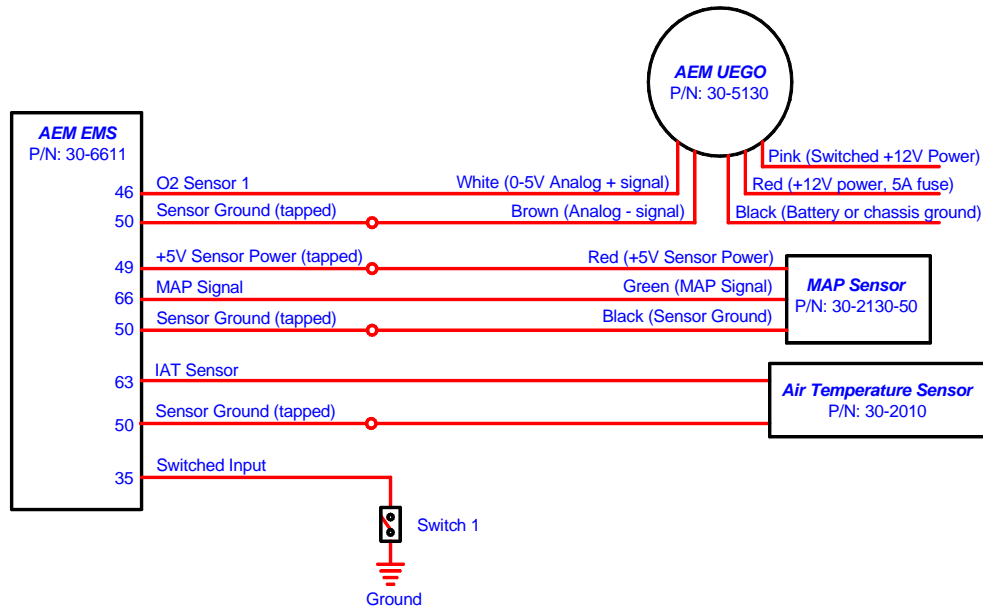 AEM UEGO
P/N: 30-5130
AEM EMS
P/N: 30-6611
Pink (Switched +12V Power)
46 O2 Sensor 1 White (0-5V Analog + signal) Red (+12V power, 5A fuse)
50 Sensor Ground (tapped) Brown (Analog - signal) Black (Battery or chassis ground)
49 +5V Sensor Power (tapped) Red (+5V Sensor Power)
66 MAP Signal Green (MAP Signal)
50 Sensor Ground (tapped) Black (Sensor Ground)
MAP Sensor
P/N: 30-2130-50
63 IAT Sensor
50 Sensor Ground (tapped)
Air Temperature Sensor
P/N: 30-2010
35 Switched Input
Switch 1
Ground